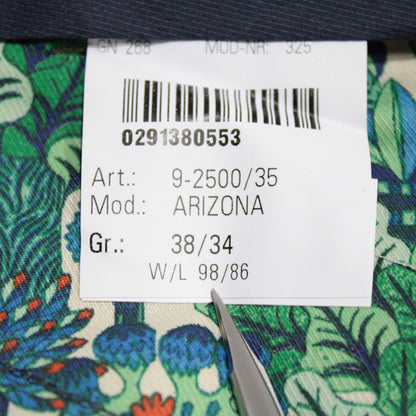 GN 268 MOD-NR: 325
0291380553
Art.: 9-2500/35
Mod.: ARIZONA
Gr.: 38/34
W/L 98/86